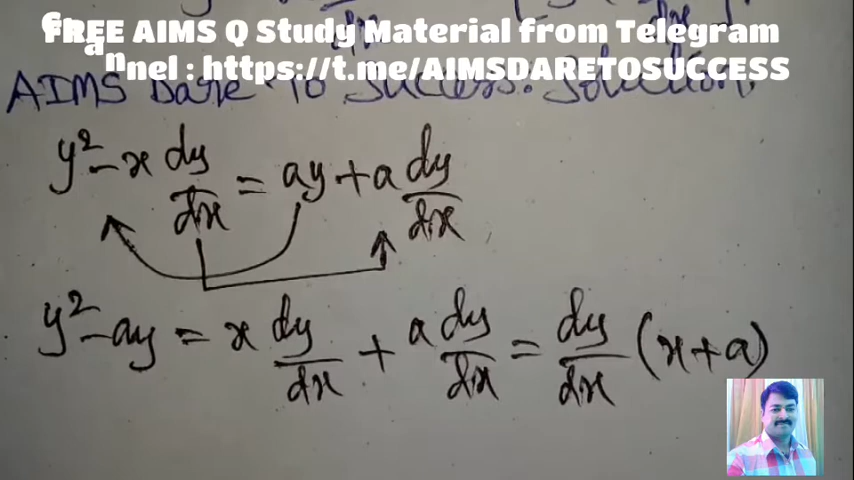 FREE AIMS Q Study Material from Telegram
Channel : https://t.me/AIMSDARETOSUCCESS
AIMS Dare To Success: Solution.
y² - x dy/dx = ay + a dy/dx
y² - ay = x dy/dx + a dy/dx = dy/dx (x + a)